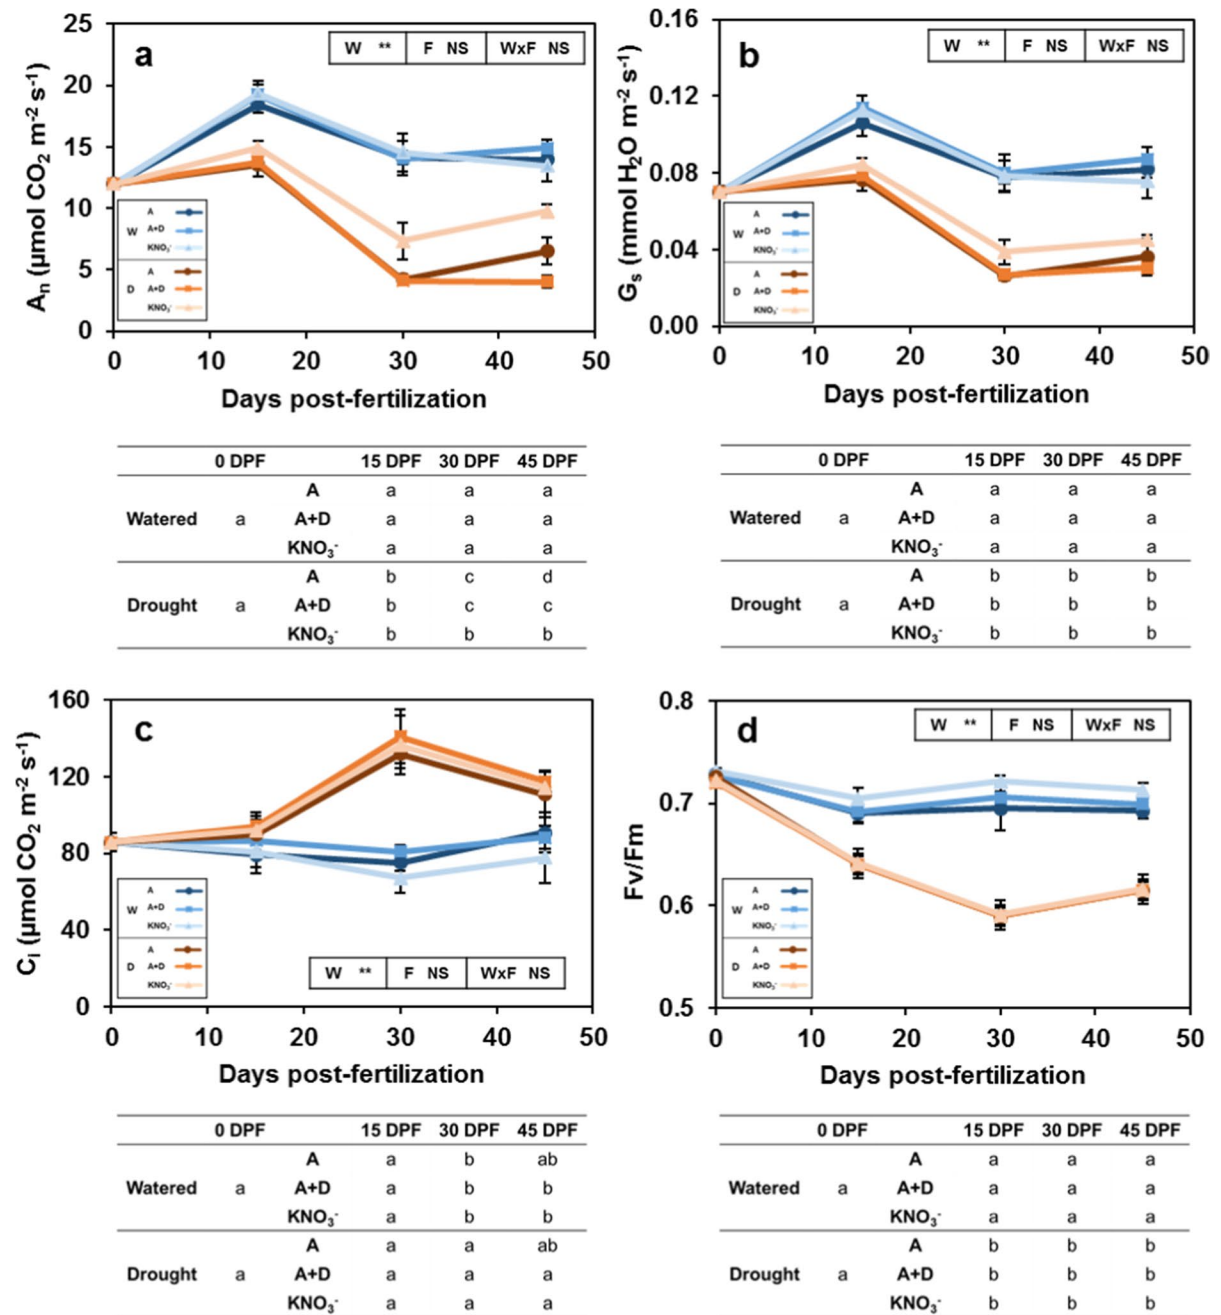 a
W ** F NS WxF NS
25
20
15
10
5
0
Aₙ (µmol CO₂ m⁻² s⁻¹)
A
W A+D
KNO₃⁻
A
D A+D
KNO₃⁻
0 10 20 30 40 50
Days post-fertilization
b
W ** F NS WxF NS
0.16
0.12
0.08
0.04
0.00
Gₛ (mmol H₂O m⁻² s⁻¹)
A
W A+D
KNO₃⁻
A
D A+D
KNO₃⁻
0 10 20 30 40 50
Days post-fertilization
0 DPF 15 DPF 30 DPF 45 DPF
A a a a
Watered a A+D a a a
KNO₃⁻ a a a
A b c d
Drought a A+D b c c
KNO₃⁻ b b b
0 DPF 15 DPF 30 DPF 45 DPF
A a a a
Watered a A+D a a a
KNO₃⁻ a a a
A b b b
Drought a A+D b b b
KNO₃⁻ b b b
c
160
120
80
40
0
Cᵢ (µmol CO₂ m⁻² s⁻¹)
A
W A+D
KNO₃⁻
A
D A+D
KNO₃⁻
W ** F NS WxF NS
0 10 20 30 40 50
Days post-fertilization
d
W ** F NS WxF NS
0.8
0.7
0.6
0.5
Fv/Fm
A
W A+D
KNO₃⁻
A
D A+D
KNO₃⁻
0 10 20 30 40 50
Days post-fertilization
0 DPF 15 DPF 30 DPF 45 DPF
A a b ab
Watered a A+D a b b
KNO₃⁻ a b b
A a a ab
Drought a A+D a a a
KNO₃⁻ a a a
0 DPF 15 DPF 30 DPF 45 DPF
A a a a
Watered a A+D a a a
KNO₃⁻ a a a
A b b b
Drought a A+D b b b
KNO₃⁻ b b b